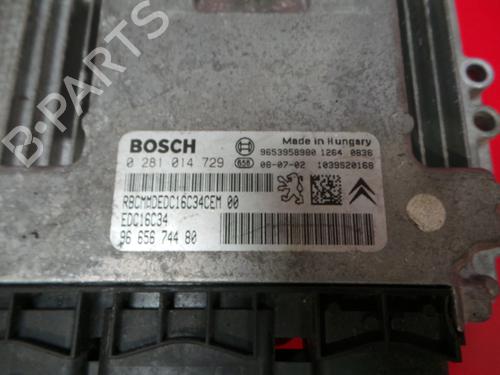 B-PARTS
BOSCH
Made in Hungary
9653958980 1264 0836
0 281 014 729
656
08-07-02 1039S20168
RBCMMDEDC16C34CEM 00
EDC16C34
96 656 744 80